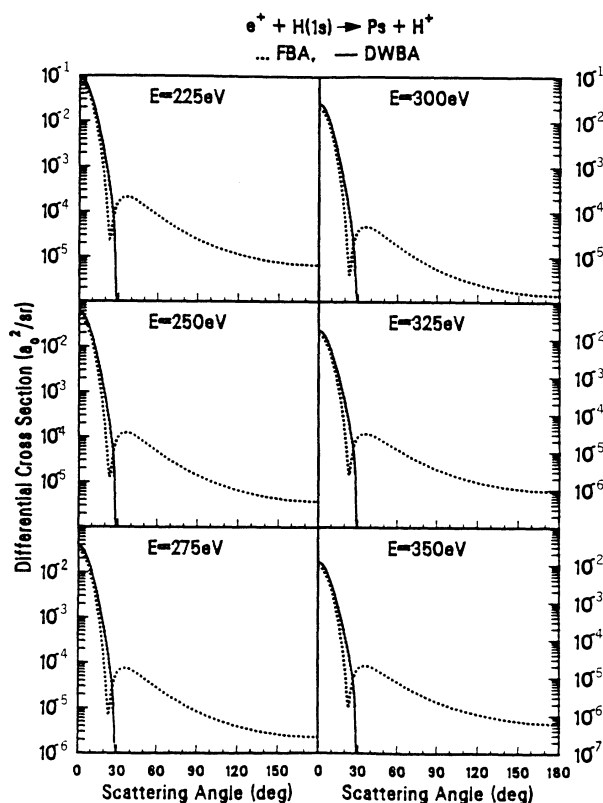 e⁺ + H(1s) → Ps + H⁺
... FBA, — DWBA
Differential Cross Section (a₀²/sr)
10⁻¹
10⁻²
10⁻³
10⁻⁴
10⁻⁵
E=225eV
E=300eV
10⁻¹
10⁻²
10⁻³
10⁻⁴
10⁻⁵
10⁻²
10⁻³
10⁻⁴
10⁻⁵
E=250eV
E=325eV
10⁻²
10⁻³
10⁻⁴
10⁻⁵
10⁻⁶
10⁻²
10⁻³
10⁻⁴
10⁻⁵
10⁻⁶
E=275eV
E=350eV
10⁻²
10⁻³
10⁻⁴
10⁻⁵
10⁻⁶
10⁻⁷
0 30 60 90 120 150 0 30 60 90 120 150 180
Scattering Angle (deg) Scattering Angle (deg)